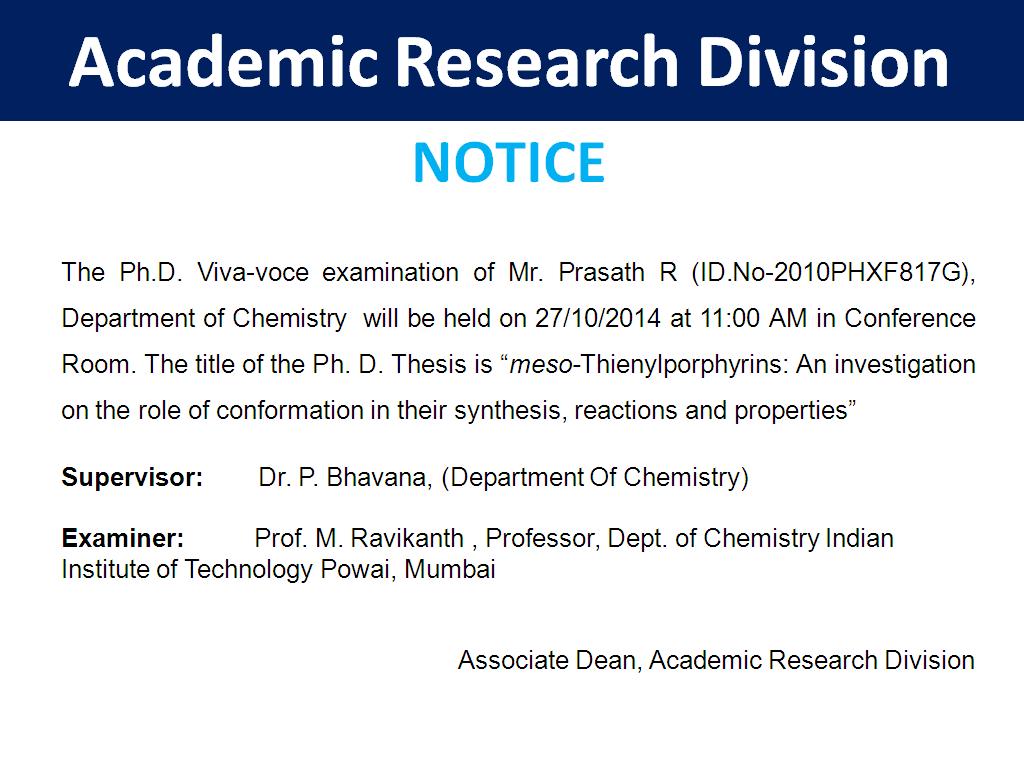 Academic Research Division
NOTICE
The Ph.D. Viva-voce examination of Mr. Prasath R (ID.No-2010PHXF817G),
Department of Chemistry will be held on 27/10/2014 at 11:00 AM in Conference
Room. The title of the Ph. D. Thesis is “meso-Thienylporphyrins: An investigation
on the role of conformation in their synthesis, reactions and properties”
Supervisor: Dr. P. Bhavana, (Department Of Chemistry)
Examiner: Prof. M. Ravikanth , Professor, Dept. of Chemistry Indian
Institute of Technology Powai, Mumbai
Associate Dean, Academic Research Division